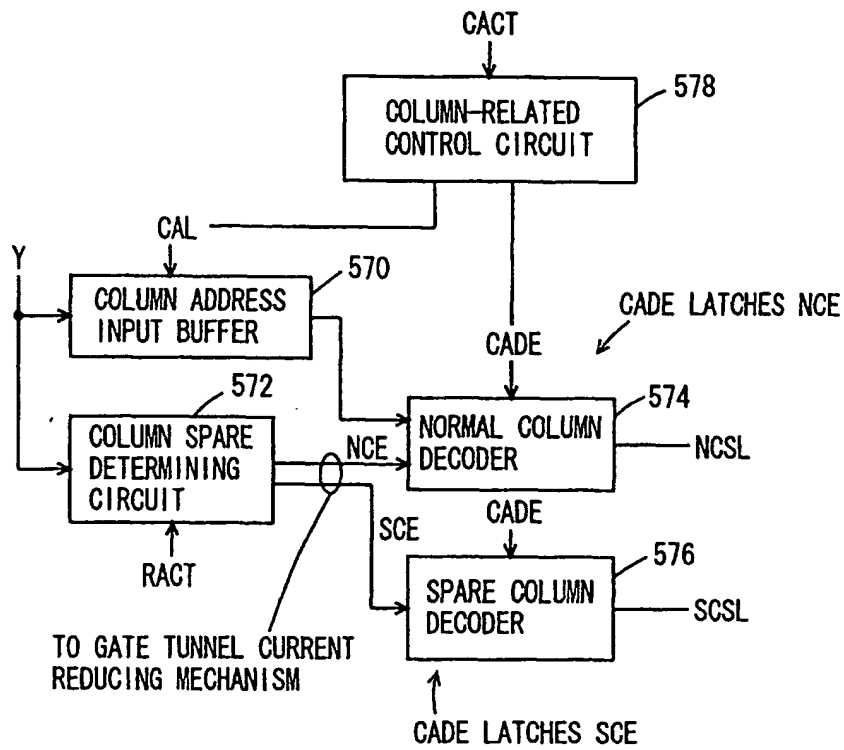 CACT
578
COLUMN-RELATED
CONTROL CIRCUIT
CAL
Y
570
COLUMN ADDRESS
INPUT BUFFER
CADE LATCHES NCE
CADE
572
574
COLUMN SPARE
DETERMINING
CIRCUIT
NCE
NORMAL COLUMN
DECODER
NCSL
CADE
SCE
RACT
576
SPARE COLUMN
DECODER
SCSL
TO GATE TUNNEL CURRENT
REDUCING MECHANISM
CADE LATCHES SCE